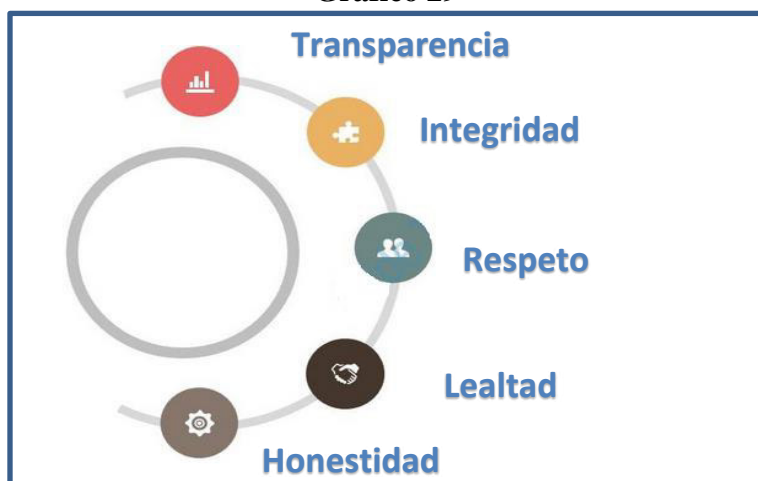 Transparencia
Integridad
Respeto
Lealtad
Honestidad